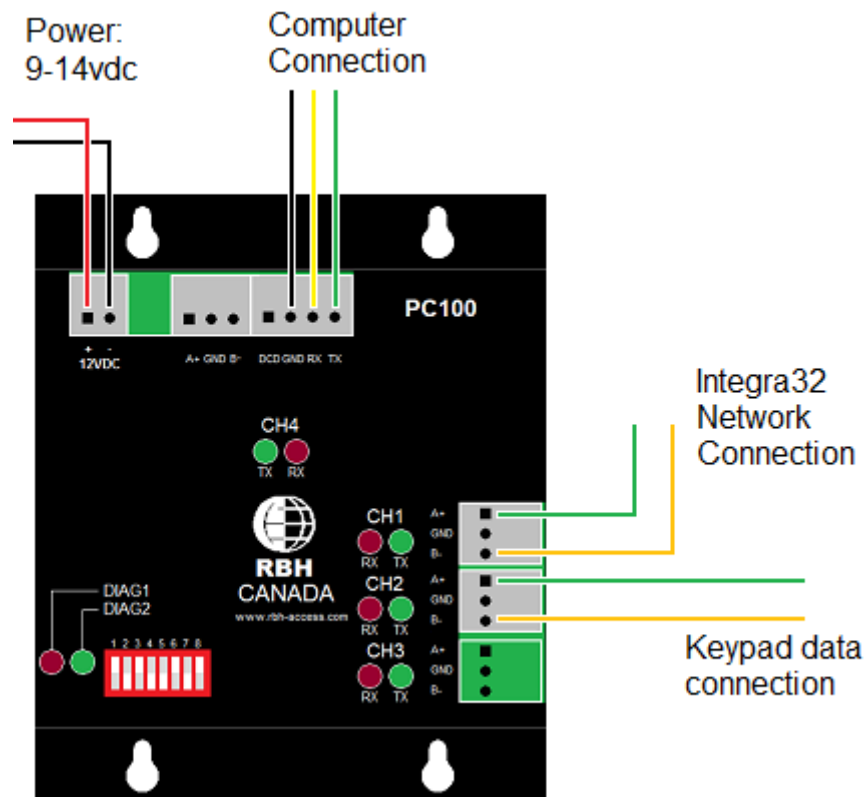 Power:
9-14vdc
Computer
Connection
PC100
+ -
12VDC
A+ GND B-
DCD GND RX TX
CH4
TX RX
Integra32
Network
Connection
CH1
RX TX
A+
GND
B-
RBH
CANADA
www.rbh-access.com
CH2
RX TX
A+
GND
B-
DIAG1
DIAG2
1 2 3 4 5 6 7 8
CH3
RX TX
A+
GND
B-
Keypad data
connection